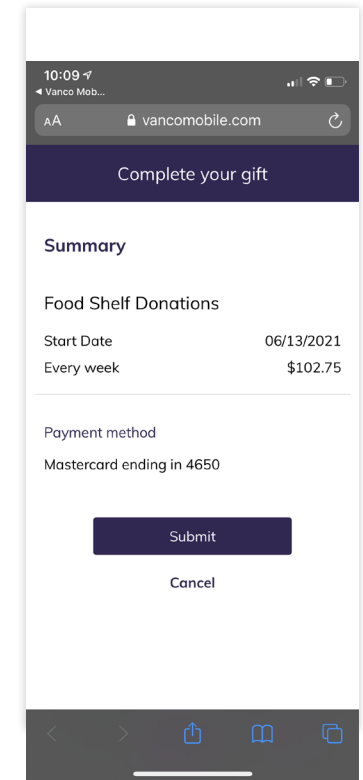 10:09
◀ Vanco Mob...
AA vancomobile.com
Complete your gift
Summary
Food Shelf Donations
Start Date 06/13/2021
Every week $102.75
Payment method
Mastercard ending in 4650
Submit
Cancel